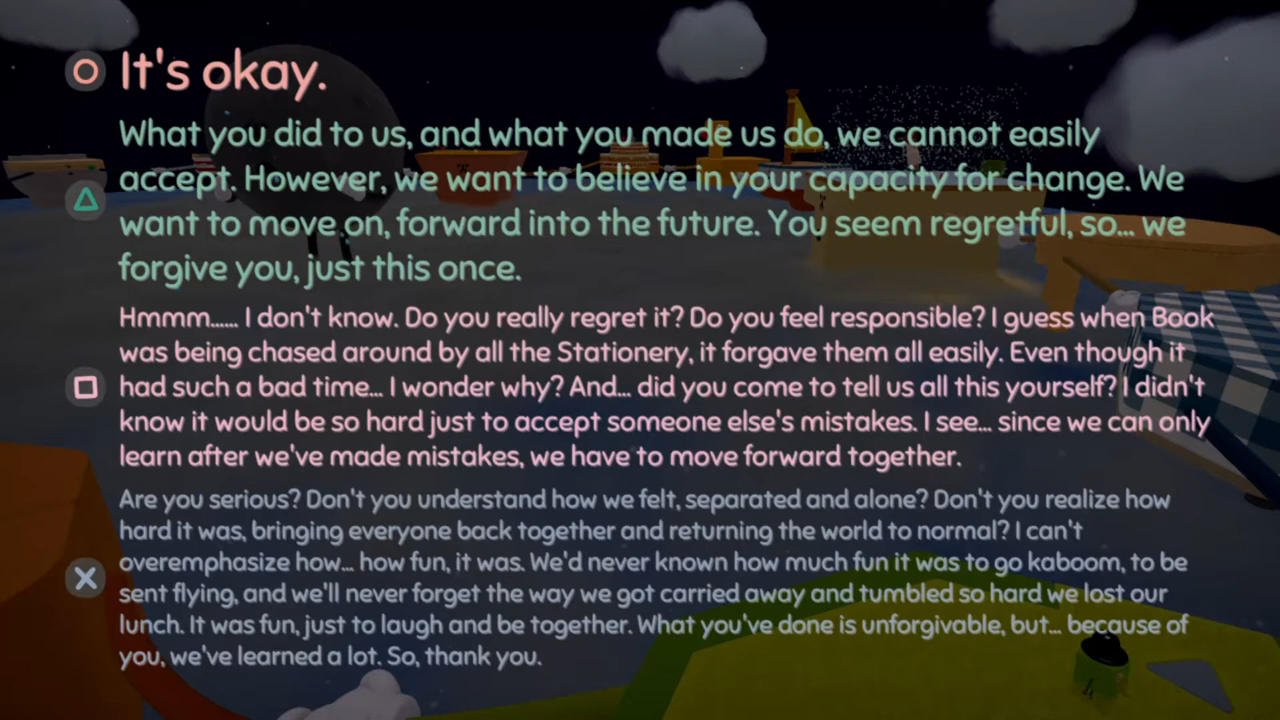 It's okay.
What you did to us, and what you made us do, we cannot easily
accept. However, we want to believe in your capacity for change. We
want to move on, forward into the future. You seem regretful, so... we
forgive you, just this once.
Hmmm...... I don't know. Do you really regret it? Do you feel responsible? I guess when Book
was being chased around by all the Stationery, it forgave them all easily. Even though it
had such a bad time... I wonder why? And... did you come to tell us all this yourself? I didn't
know it would be so hard just to accept someone else's mistakes. I see... since we can only
learn after we've made mistakes, we have to move forward together.
Are you serious? Don't you understand how we felt, separated and alone? Don't you realize how
hard it was, bringing everyone back together and returning the world to normal? I can't
overemphasize how... how fun, it was. We'd never known how much fun it was to go kaboom, to be
sent flying, and we'll never forget the way we got carried away and tumbled so hard we lost our
lunch. It was fun, just to laugh and be together. What you've done is unforgivable, but... because of
you, we've learned a lot. So, thank you.